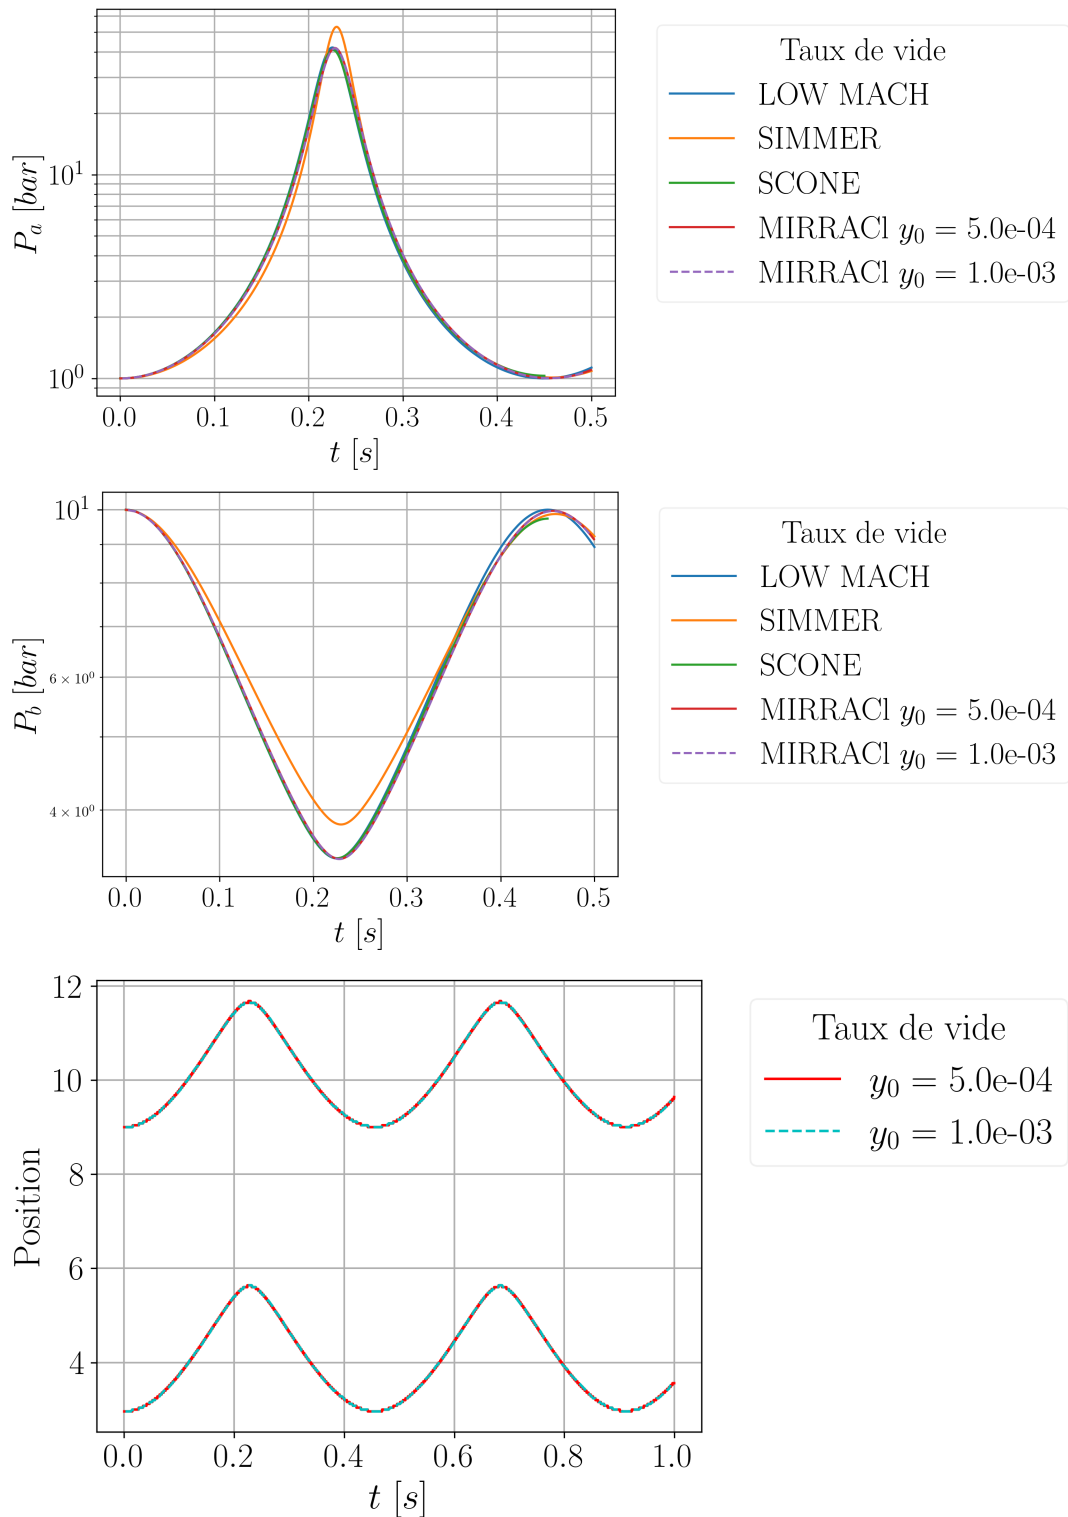 P_a [bar]
10^1
10^0
0.0 0.1 0.2 0.3 0.4 0.5
t [s]
Taux de vide
LOW MACH
SIMMER
SCONE
MIRRACl y_0 = 5.0e-04
MIRRACl y_0 = 1.0e-03
P_b [bar]
10^1
6 × 10^0
4 × 10^0
0.0 0.1 0.2 0.3 0.4 0.5
t [s]
Taux de vide
LOW MACH
SIMMER
SCONE
MIRRACl y_0 = 5.0e-04
MIRRACl y_0 = 1.0e-03
Position
12
10
8
6
4
0.0 0.2 0.4 0.6 0.8 1.0
t [s]
Taux de vide
y_0 = 5.0e-04
y_0 = 1.0e-03